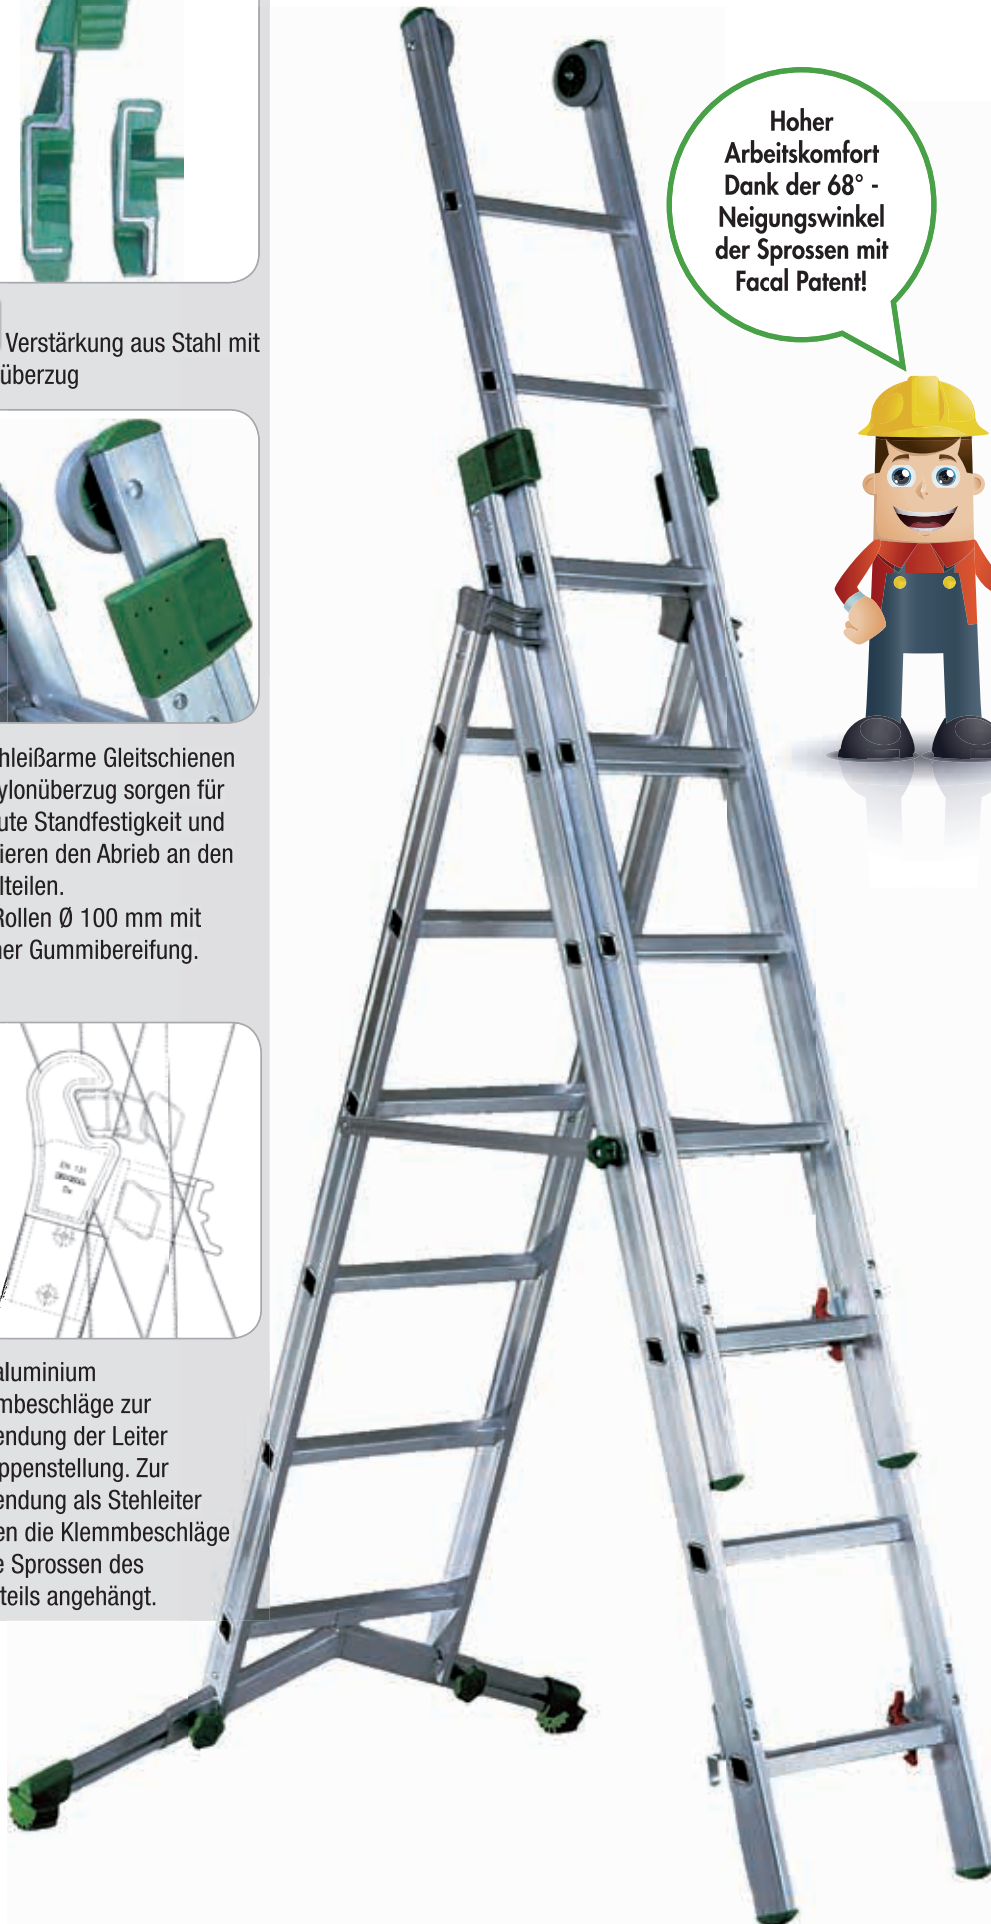 Verstärkung aus Stahl mit
überzug
hleißarme Gleitschienen
ylonüberzug sorgen für
ute Standfestigkeit und
ieren den Abrieb an den
lteilen.
Rollen Ø 100 mm mit
er Gummibereifung.
EN 131
aluminium
mbeschläge zur
endung der Leiter
ppenstellung. Zur
endung als Stehleiter
en die Klemmbeschläge
e Sprossen des
teils angehängt.
Hoher
Arbeitskomfort
Dank der 68° -
Neigungswinkel
der Sprossen mit
Facal Patent!